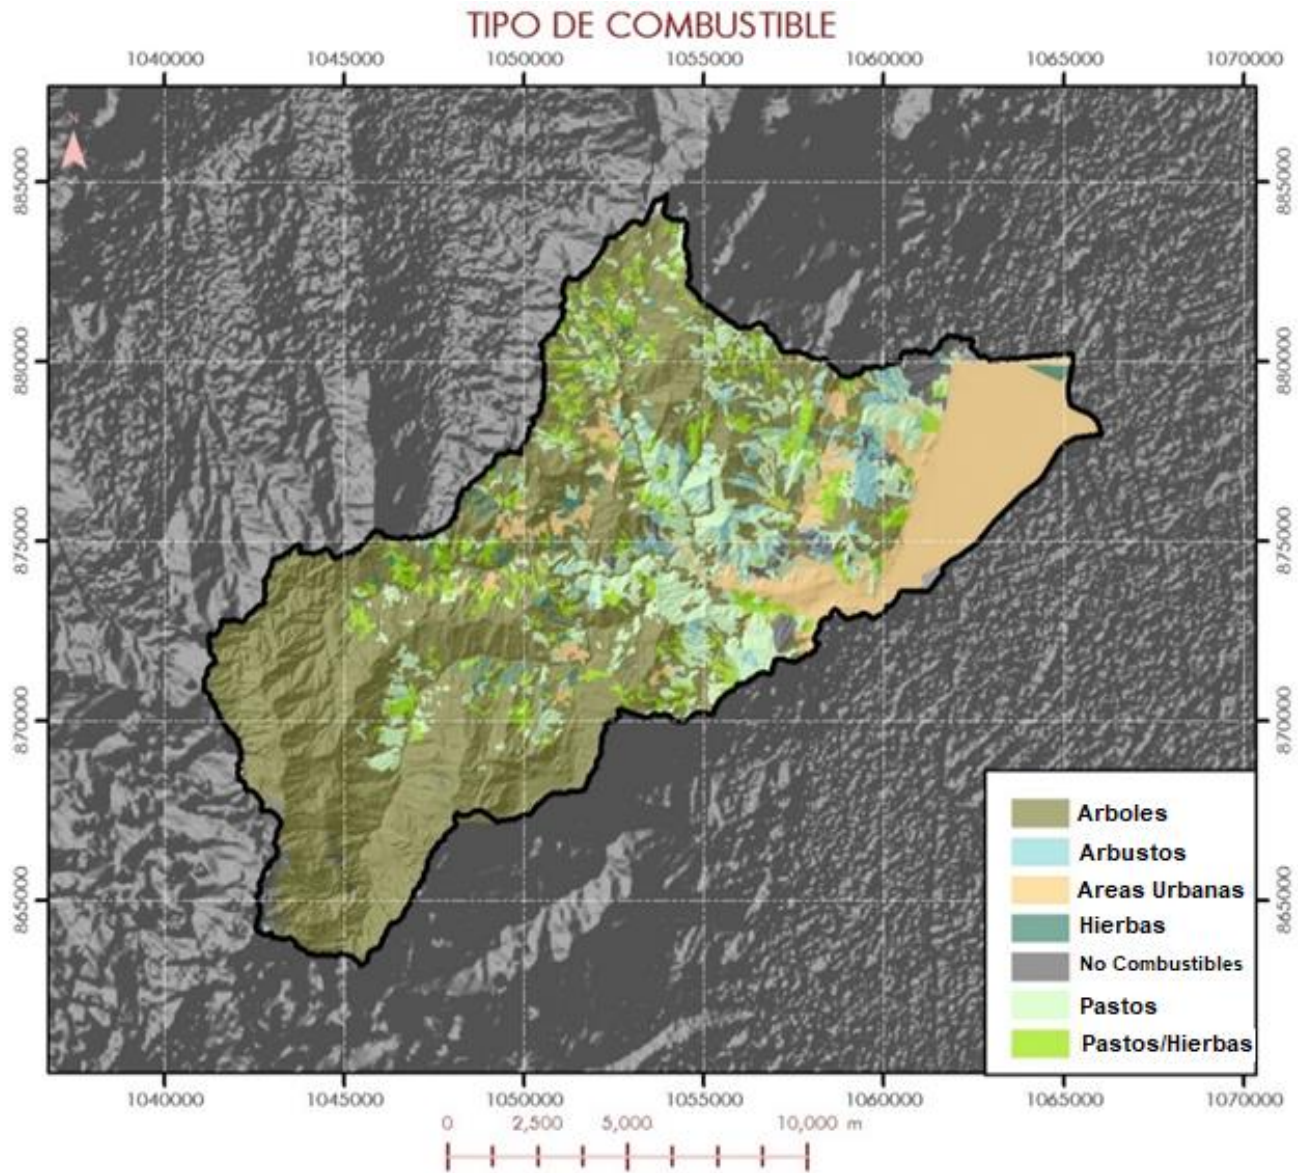 TIPO DE COMBUSTIBLE
1040000 1045000 1050000 1055000 1060000 1065000 1070000
N
885000 885000
880000 880000
875000 875000
870000 870000
865000 865000
Arboles
Arbustos
Areas Urbanas
Hierbas
No Combustibles
Pastos
Pastos/Hierbas
1040000 1045000 1050000 1055000 1060000 1065000 1070000
0 2,500 5,000 10,000 m